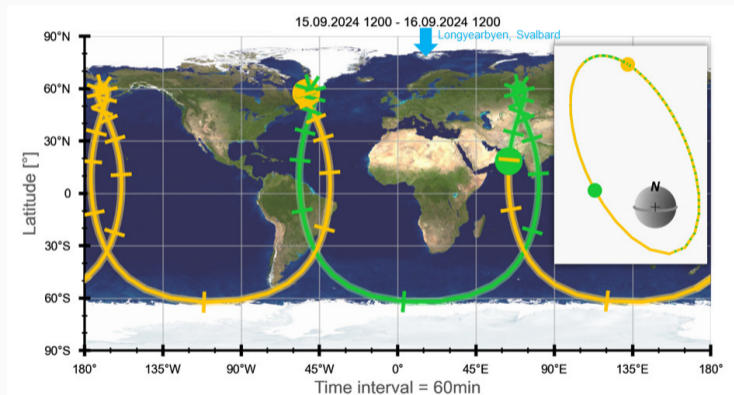 15.09.2024 1200 - 16.09.2024 1200
Longyearbyen, Svalbard
90°N
60°N
30°N
0
30°S
60°S
90°S
Latitude [°]
N
180°
135°W
90°W
45°W
0°
45°E
90°E
135°E
180°
Time interval = 60min